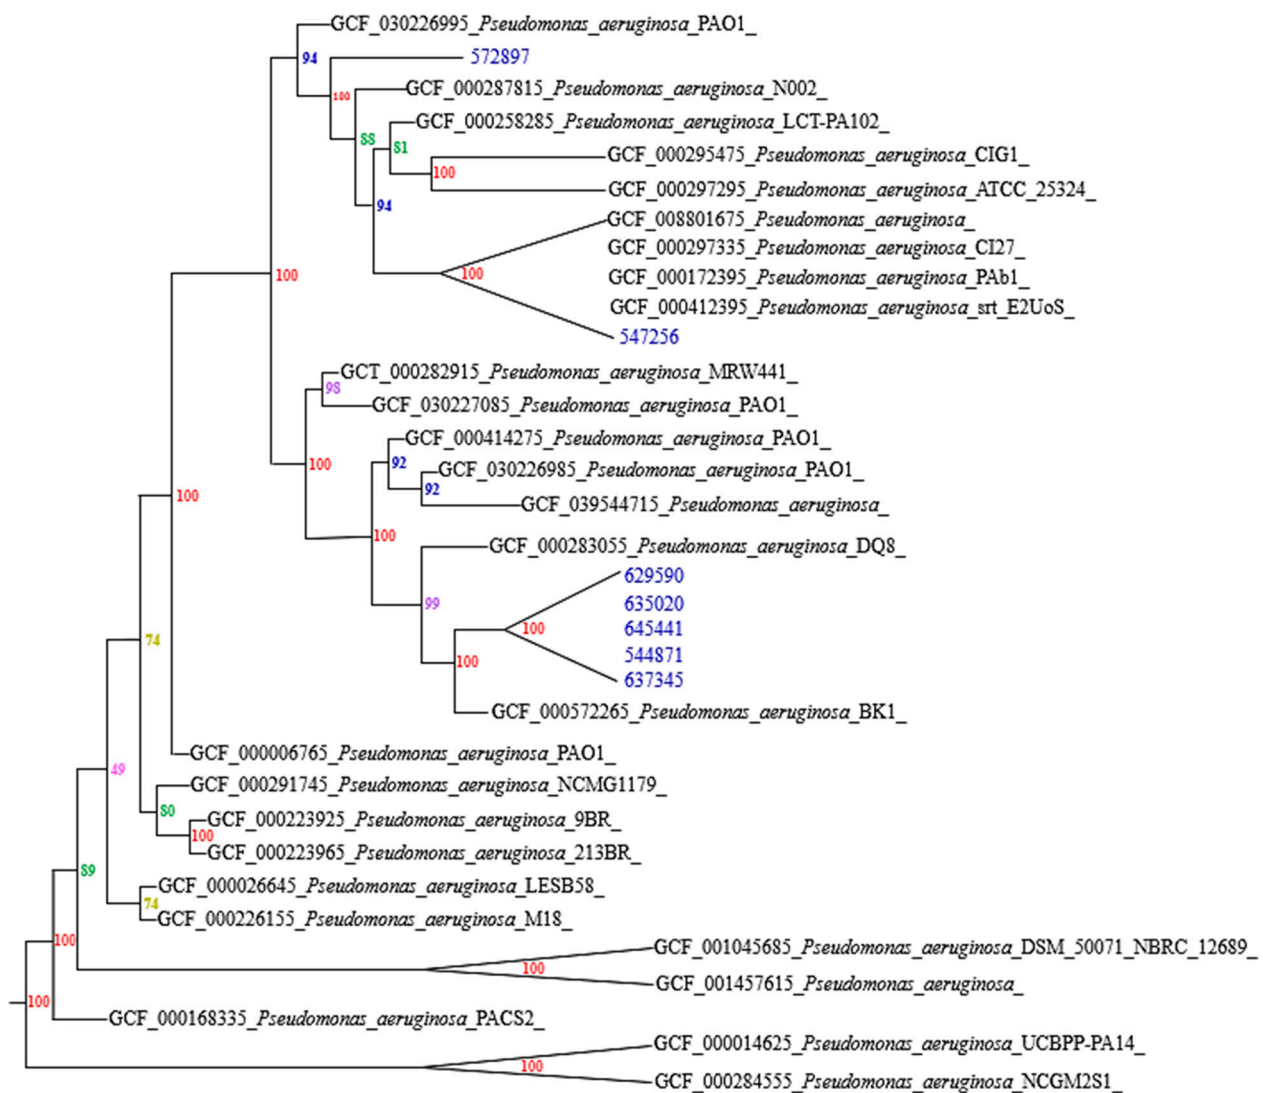 GCF_030226995_Pseudomonas_aeruginosa_PAO1_
94
572897
GCF_000287815_Pseudomonas_aeruginosa_N002_
100
GCF_000258285_Pseudomonas_aeruginosa_LCT-PA102_
88
81
GCF_000295475_Pseudomonas_aeruginosa_CIG1_
100
GCF_000297295_Pseudomonas_aeruginosa_ATCC_25324_
94
GCF_008801675_Pseudomonas_aeruginosa_
GCF_000297335_Pseudomonas_aeruginosa_CI27_
100
100
GCF_000172395_Pseudomonas_aeruginosa_PAb1_
GCF_000412395_Pseudomonas_aeruginosa_srt_E2UoS_
547256
GCT_000282915_Pseudomonas_aeruginosa_MRW441_
98
GCF_030227085_Pseudomonas_aeruginosa_PAO1_
GCF_000414275_Pseudomonas_aeruginosa_PAO1_
100
92
GCF_030226985_Pseudomonas_aeruginosa_PAO1_
92
100
GCF_039544715_Pseudomonas_aeruginosa_
100
GCF_000283055_Pseudomonas_aeruginosa_DQ8_
629590
99
635020
100
645441
74
544871
100
637345
GCF_000572265_Pseudomonas_aeruginosa_BK1_
GCF_000006765_Pseudomonas_aeruginosa_PAO1_
49
GCF_000291745_Pseudomonas_aeruginosa_NCMG1179_
80
GCF_000223925_Pseudomonas_aeruginosa_9BR_
100
GCF_000223965_Pseudomonas_aeruginosa_213BR_
89
GCF_000026645_Pseudomonas_aeruginosa_LESB58_
74
GCF_000226155_Pseudomonas_aeruginosa_M18_
100
GCF_001045685_Pseudomonas_aeruginosa_DSM_50071_NBRC_12689_
100
GCF_001457615_Pseudomonas_aeruginosa_
100
GCF_000168335_Pseudomonas_aeruginosa_PACS2_
GCF_000014625_Pseudomonas_aeruginosa_UCBPP-PA14_
100
GCF_000284555_Pseudomonas_aeruginosa_NCGM2S1_